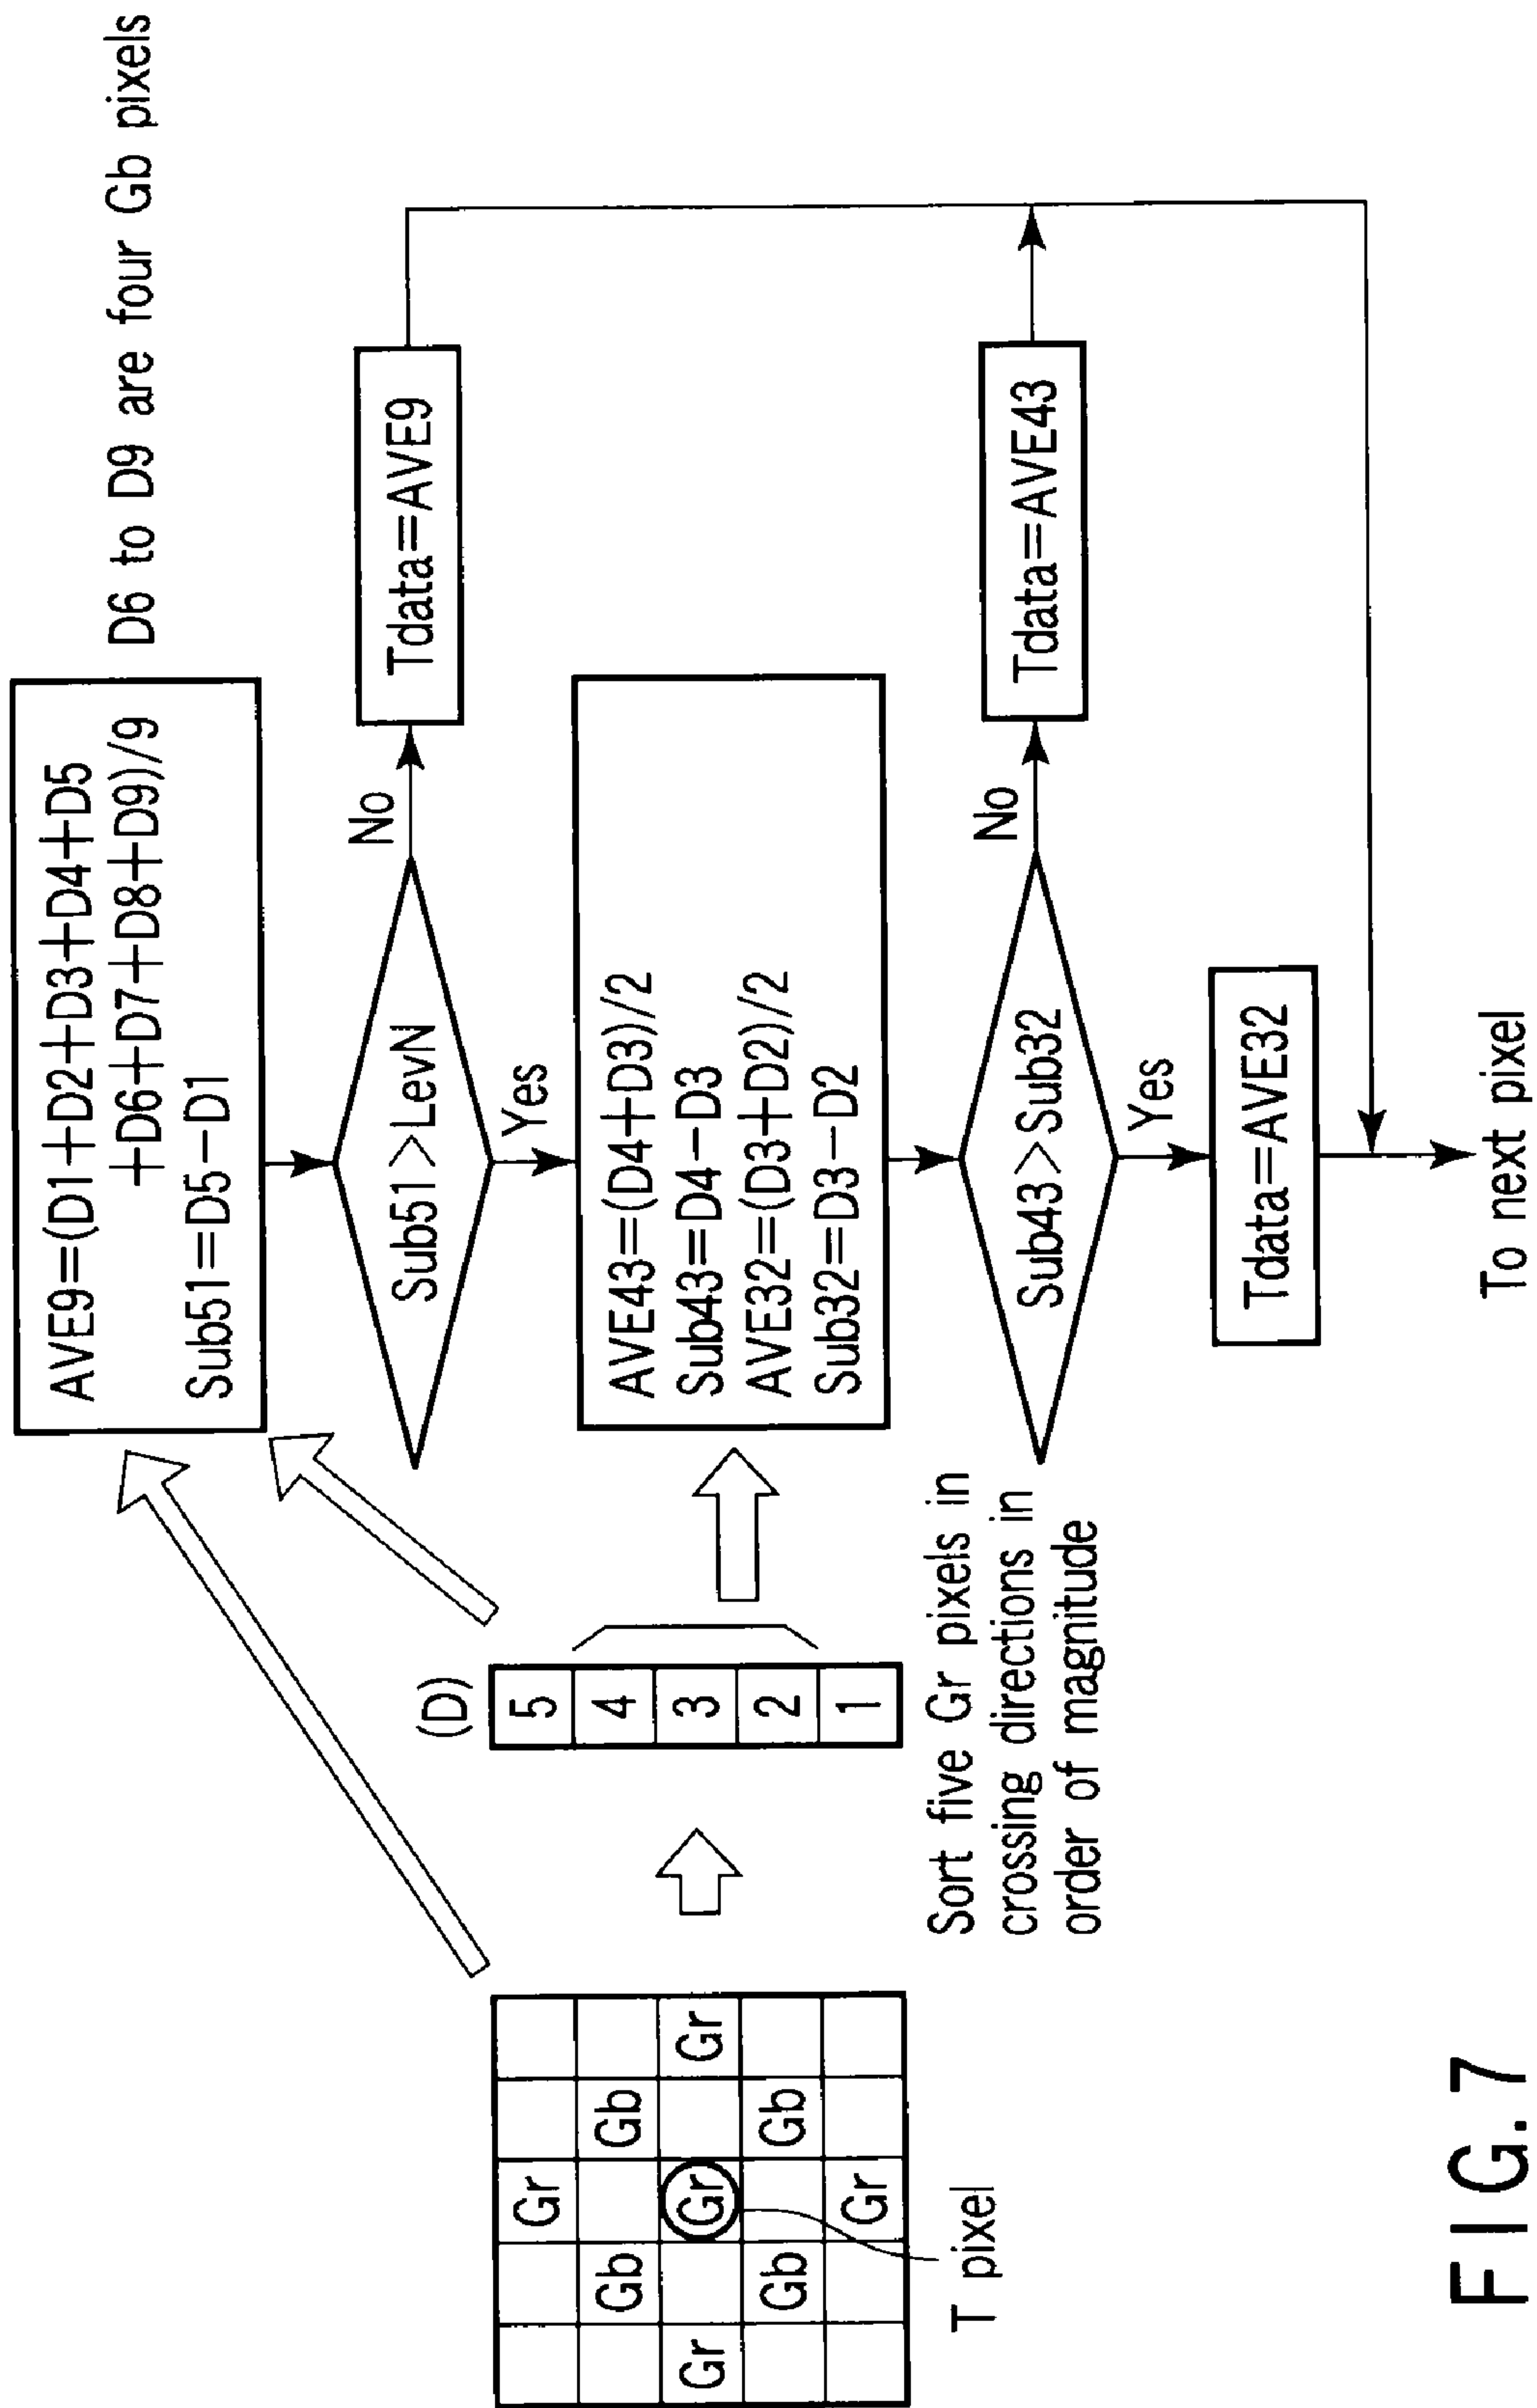 AVE9=(D1+D2+D3+D4+D5
+D6+D7+D8+D9)/9
Sub51=D5-D1
D6 to D9 are four Gb pixels
Sub51>LevN
No
Tdata=AVE9
Yes
AVE43=(D4+D3)/2
Sub43=D4-D3
AVE32=(D3+D2)/2
Sub32=D3-D2
Sub43>Sub32
No
Tdata=AVE43
Yes
Tdata=AVE32
To next pixel
(D)
5
4
3
2
1
Sort five Gr pixels in
crossing directions in
order of magnitude
Gr
Gb Gb
Gr Gr Gr
Gb Gb
Gr
T pixel
FIG.7